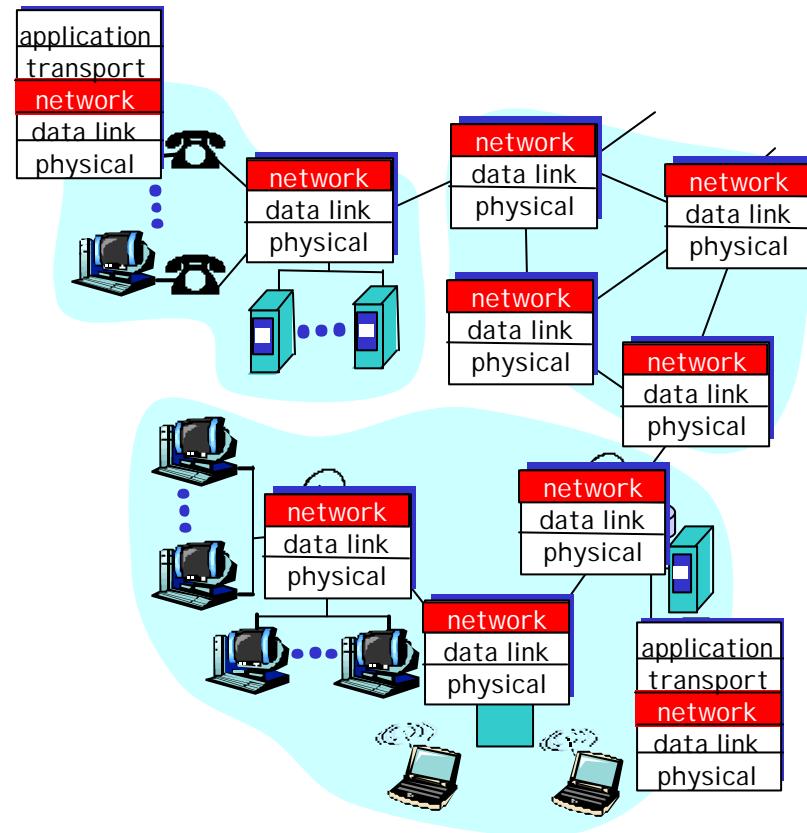 application
transport
network
data link
physical
network
data link
physical
network
data link
physical
network
data link
physical
network
data link
physical
network
data link
physical
network
data link
physical
network
data link
physical
network
data link
physical
application
transport
network
data link
physical